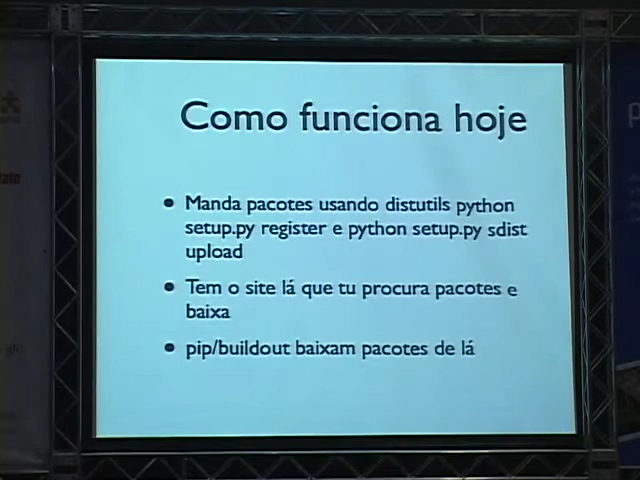 Como funciona hoje
• Manda pacotes usando distutils python
setup.py register e python setup.py sdist
upload
• Tem o site lá que tu procura pacotes e
baixa
• pip/buildout baixam pacotes de lá